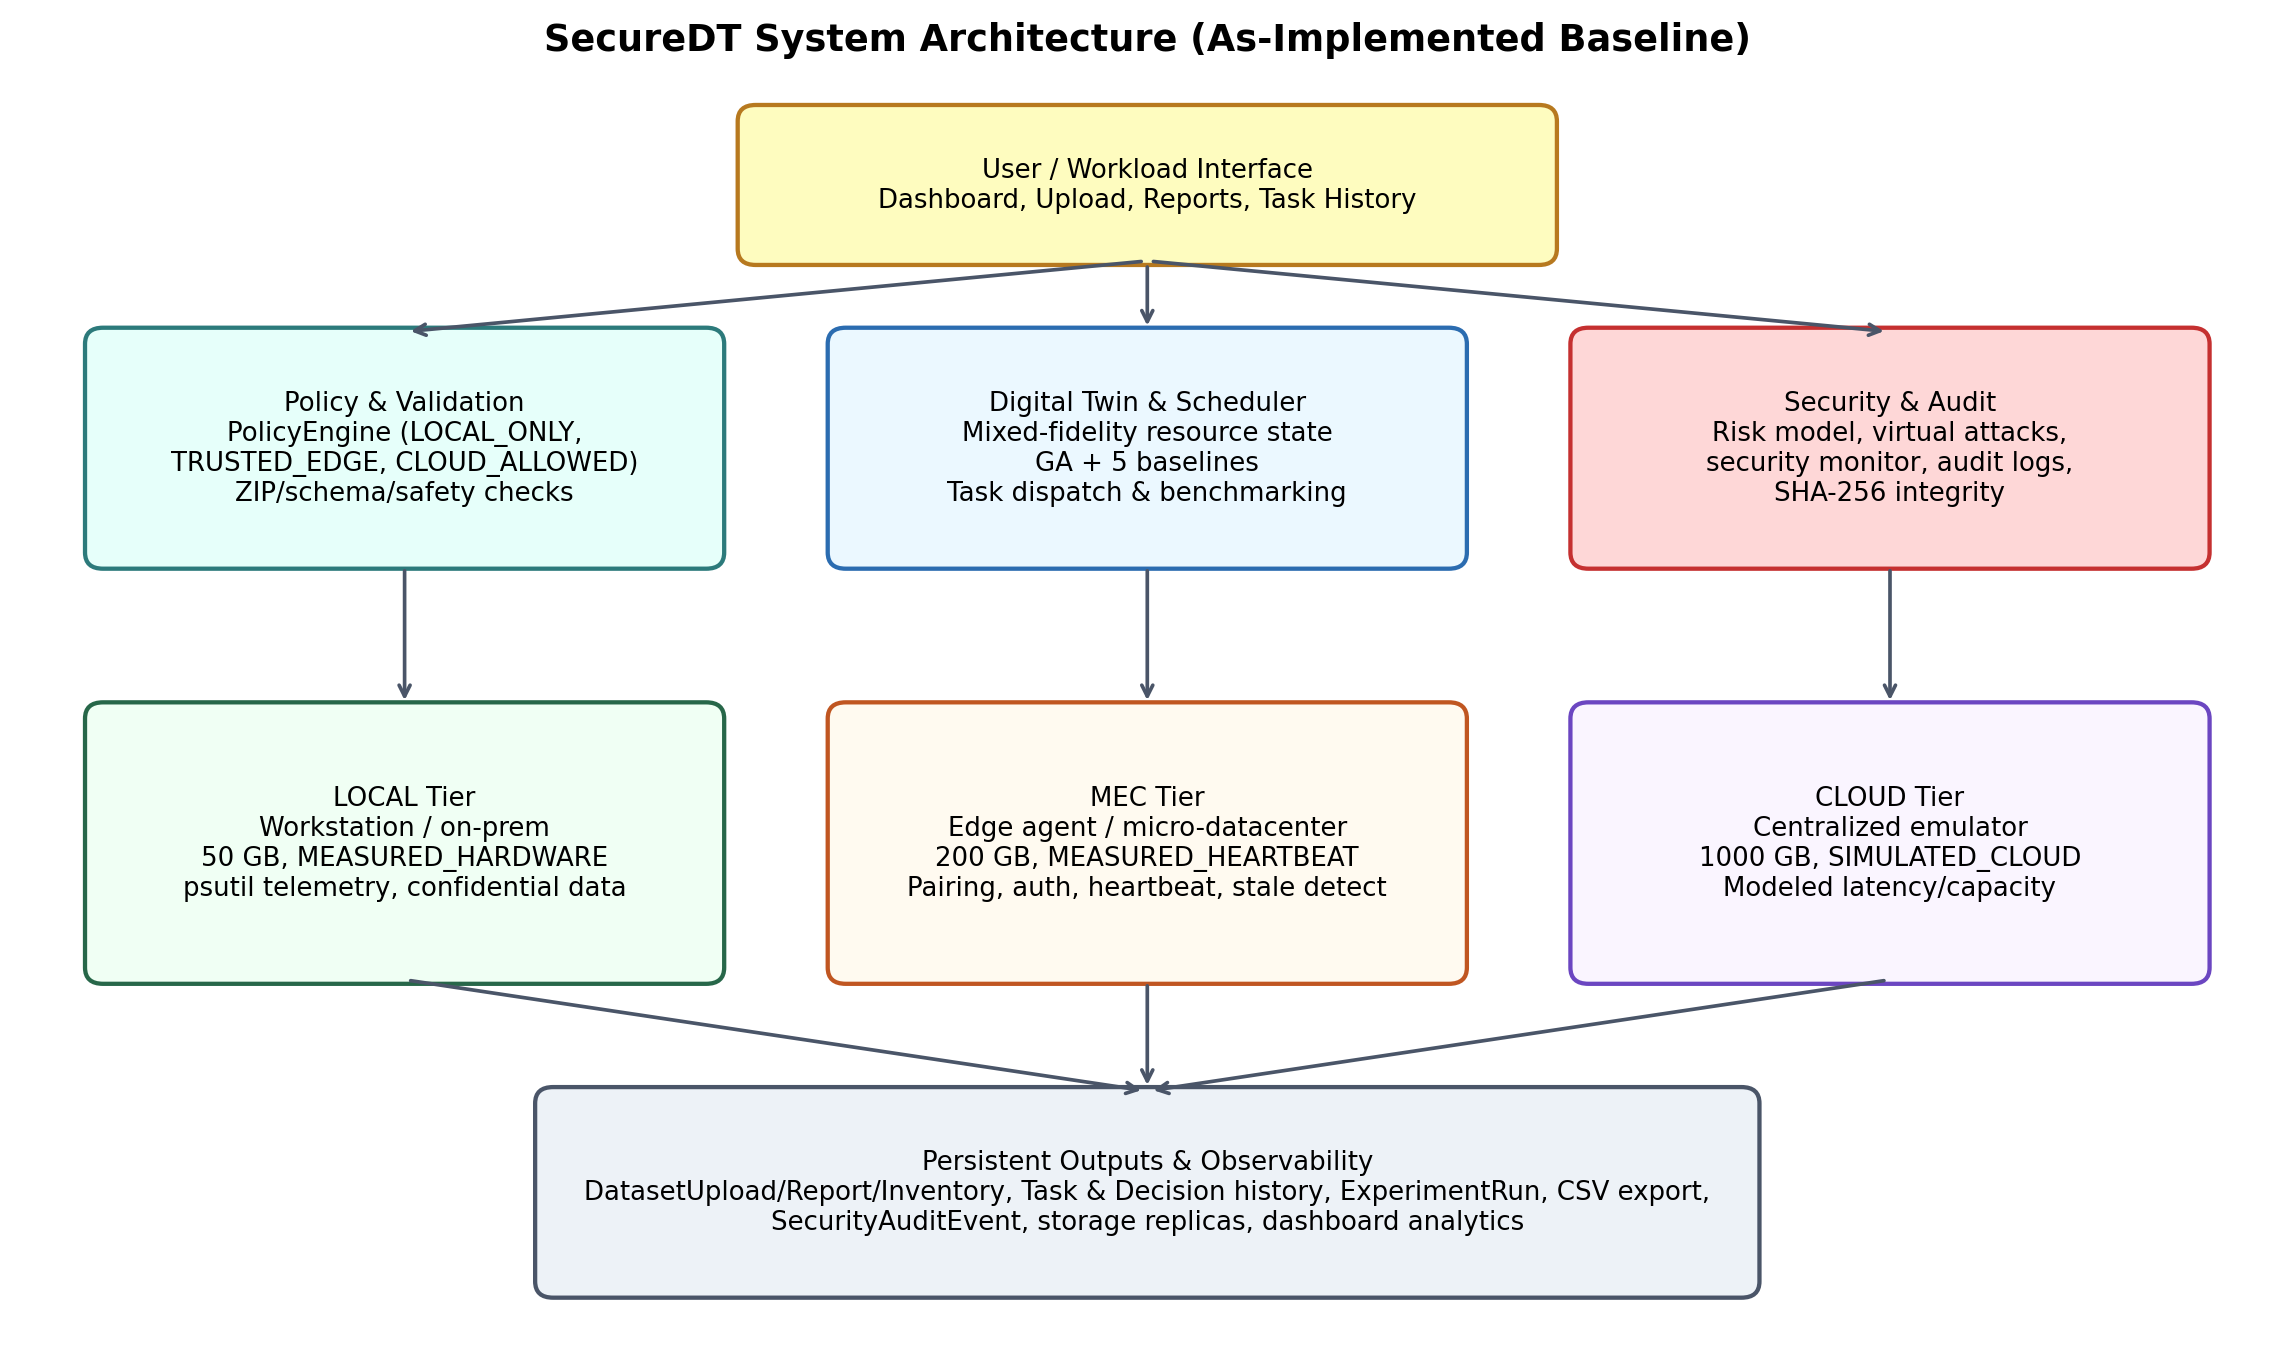 SecureDT System Architecture (As-Implemented Baseline)
User / Workload Interface
Dashboard, Upload, Reports, Task History
Policy & Validation
PolicyEngine (LOCAL_ONLY,
TRUSTED_EDGE, CLOUD_ALLOWED)
ZIP/schema/safety checks
Digital Twin & Scheduler
Mixed-fidelity resource state
GA + 5 baselines
Task dispatch & benchmarking
Security & Audit
Risk model, virtual attacks,
security monitor, audit logs,
SHA-256 integrity
LOCAL Tier
Workstation / on-prem
50 GB, MEASURED_HARDWARE
psutil telemetry, confidential data
MEC Tier
Edge agent / micro-datacenter
200 GB, MEASURED_HEARTBEAT
Pairing, auth, heartbeat, stale detect
CLOUD Tier
Centralized emulator
1000 GB, SIMULATED_CLOUD
Modeled latency/capacity
Persistent Outputs & Observability
DatasetUpload/Report/Inventory, Task & Decision history, ExperimentRun, CSV export,
SecurityAuditEvent, storage replicas, dashboard analytics